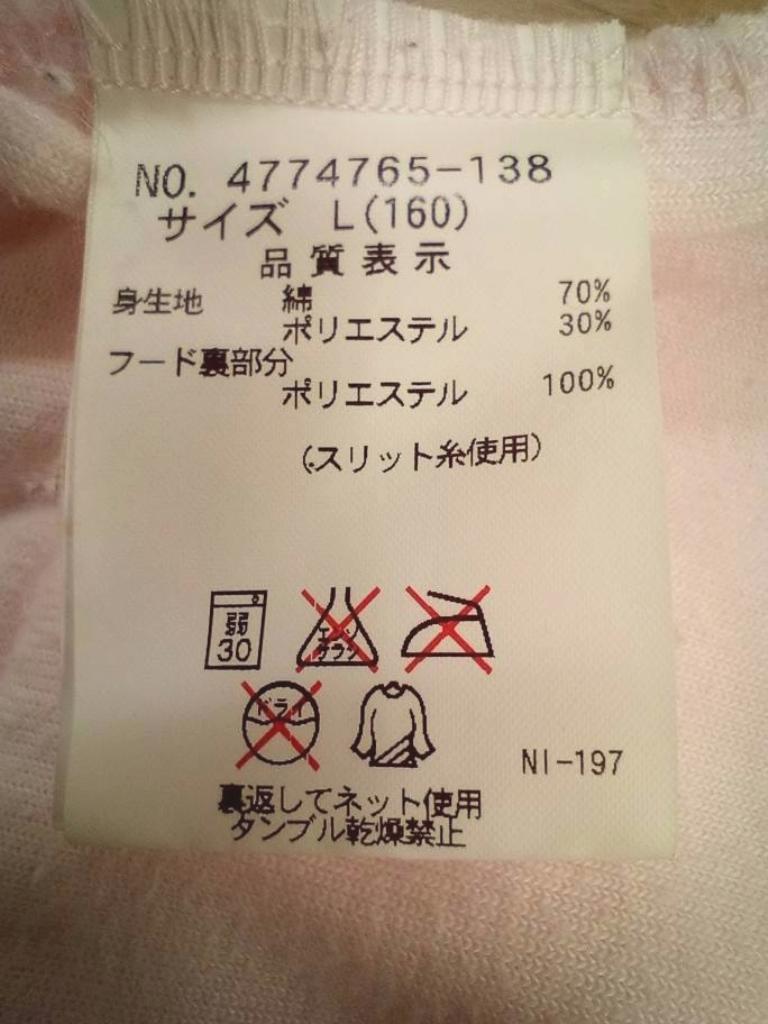 NO. 4774765-138
サイズ L(160)
品質表示
身生地 綿 70%
ポリエステル 30%
フード裏部分
ポリエステル 100%
(スリット糸使用)
弱
30
エンソ
サラシ
ドライ
NI-197
裏返してネット使用
タンブル乾燥禁止